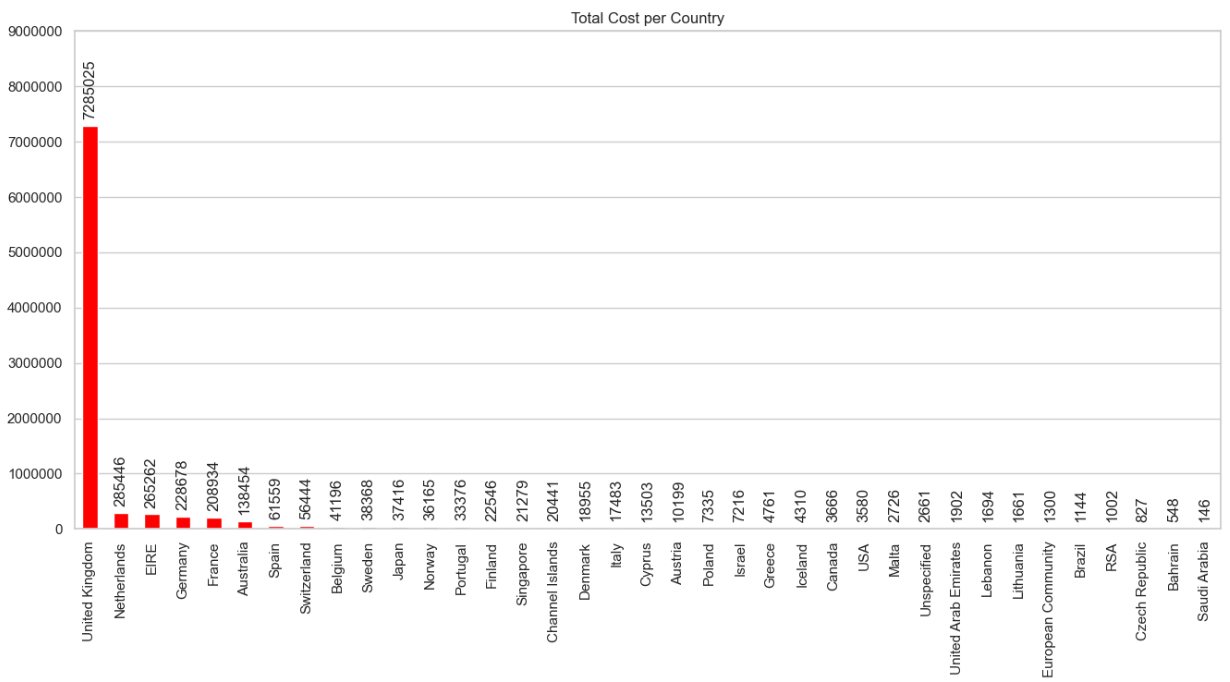 Total Cost per Country
9000000
8000000
7000000
6000000
5000000
4000000
3000000
2000000
1000000
0
7285025
285446
265262
228678
208934
138454
61559
56444
41196
38368
37416
36165
33376
22546
21279
20441
18955
17483
13503
10199
7335
7216
4761
4310
3666
3580
2726
2661
1902
1694
1661
1300
1144
1002
827
548
146
United Kingdom
Netherlands
EIRE
Germany
France
Australia
Spain
Switzerland
Belgium
Sweden
Japan
Norway
Portugal
Finland
Singapore
Channel Islands
Denmark
Italy
Cyprus
Austria
Poland
Israel
Greece
Iceland
Canada
USA
Malta
Unspecified
United Arab Emirates
Lebanon
Lithuania
European Community
Brazil
RSA
Czech Republic
Bahrain
Saudi Arabia